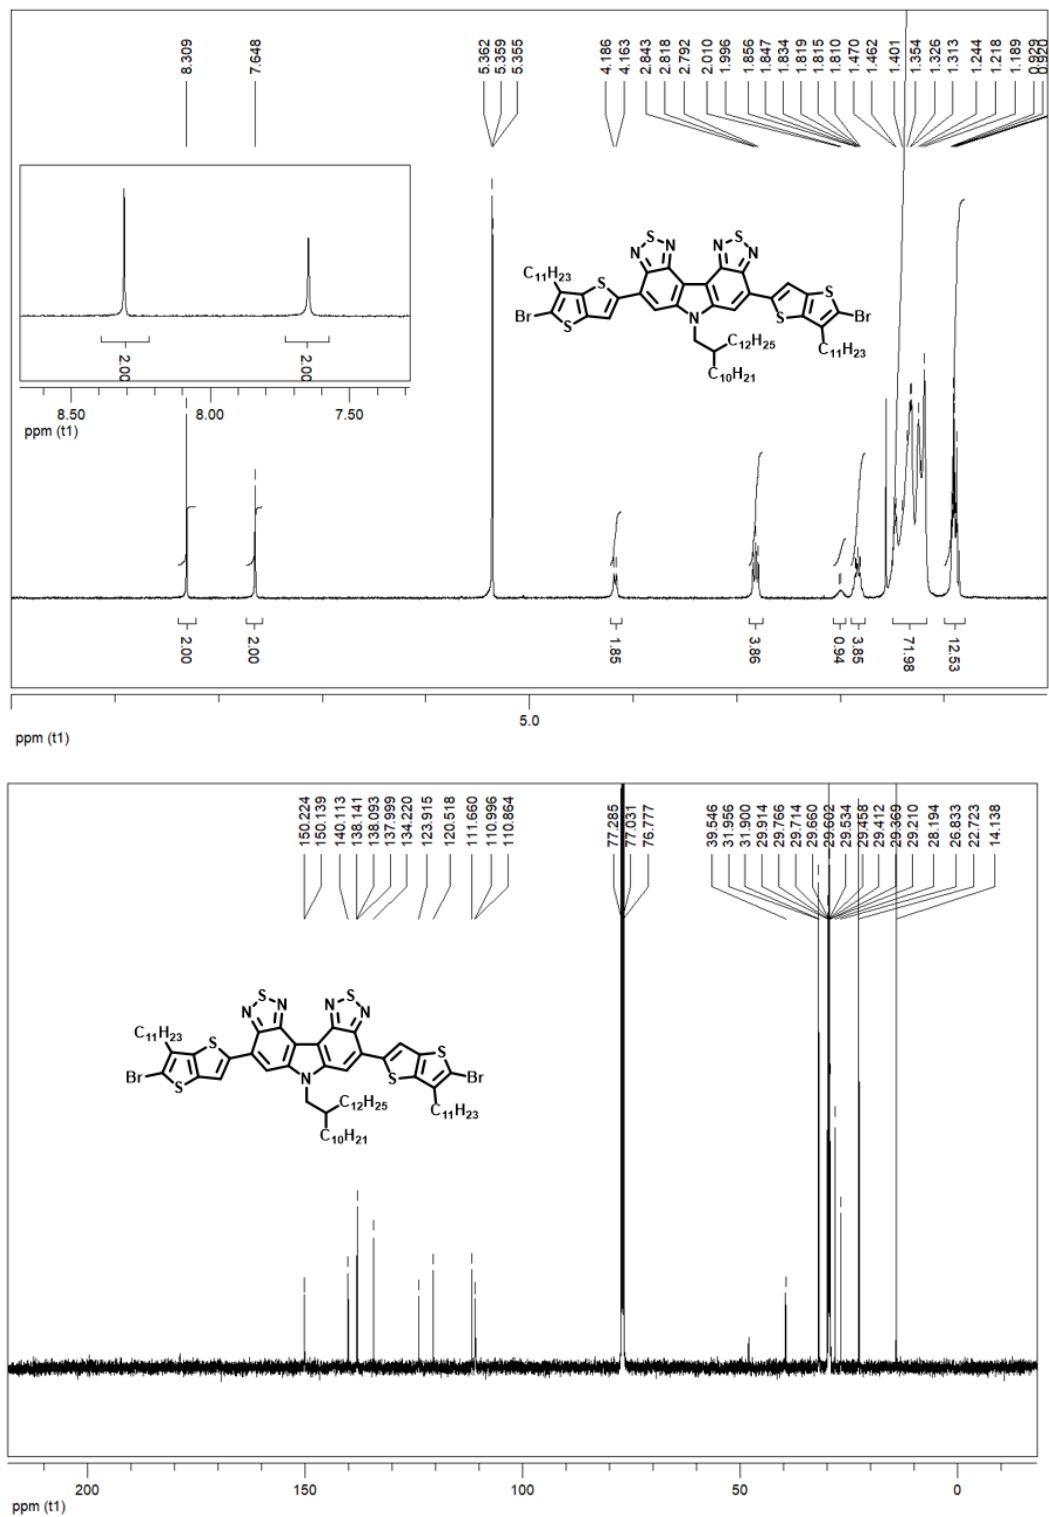 8.309 7.648 5.362 5.359 5.355 4.186 4.163 2.843 2.818 2.792 2.010 1.996 1.856 1.847 1.834 1.819 1.815 1.810 1.470 1.462 1.401 1.354 1.326 1.313 1.244 1.218 1.189 0.929 0.920
2.00 2.00
8.50 8.00 7.50
ppm (t1)
S S
N N N N
C11H23 S S
Br S N S Br
C12H25 C11H23
C10H21
2.00 2.00 1.85 3.86 0.94 3.85 71.98 12.53
5.0
ppm (t1)
150.224 150.139 140.113 138.141 138.093 137.999 134.220 123.915 120.518 111.660 110.996 110.864 77.285 77.031 76.777 39.546 31.956 31.900 29.914 29.766 29.714 29.660 29.602 29.534 29.458 29.412 29.369 29.210 28.194 26.833 22.723 14.138
S S
N N N N
C11H23 S S
Br S N S Br
C12H25 C11H23
C10H21
200 150 100 50 0
ppm (t1)